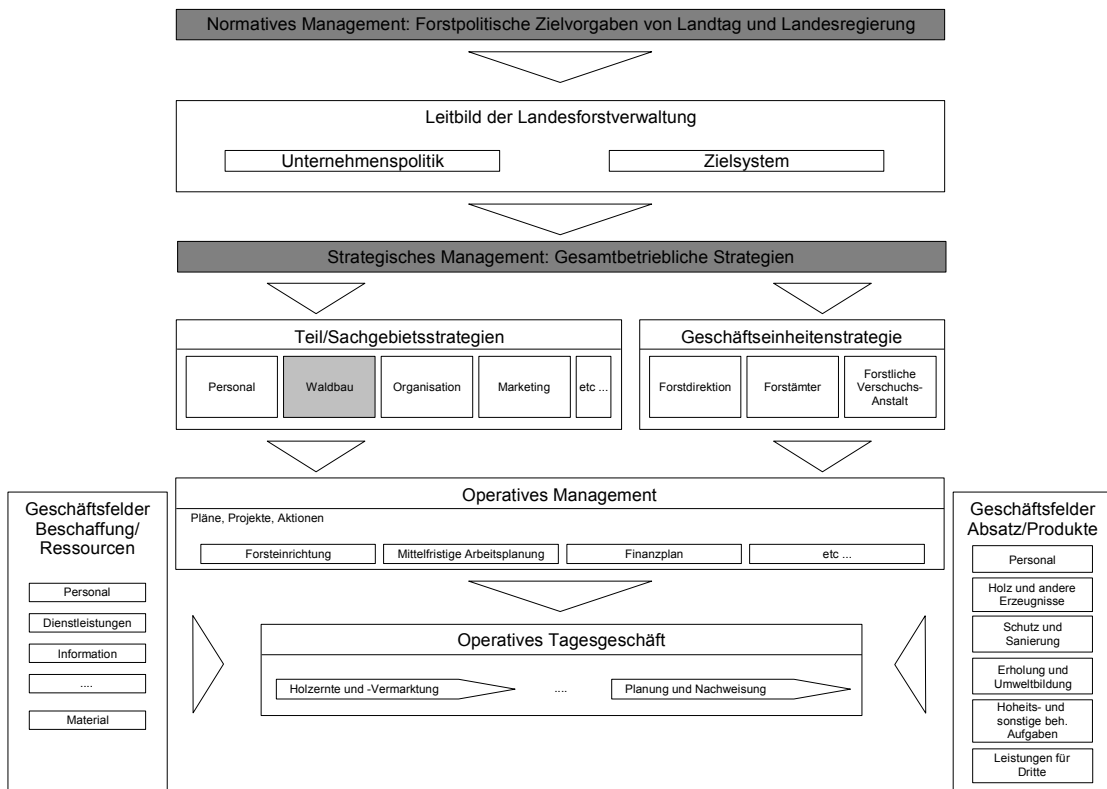 Normatives Management: Forstpolitische Zielvorgaben von Landtag und Landesregierung
Leitbild der Landesforstverwaltung
Unternehmenspolitik
Zielsystem
Strategisches Management: Gesamtbetriebliche Strategien
Teil/Sachgebietsstrategien
Personal
Waldbau
Organisation
Marketing
etc ...
Geschäftseinheitenstrategie
Forstdirektion
Forstämter
Forstliche
Verschuchs-
Anstalt
Operatives Management
Pläne, Projekte, Aktionen
Forsteinrichtung
Mittelfristige Arbeitsplanung
Finanzplan
etc ...
Geschäftsfelder
Beschaffung/
Ressourcen
Personal
Dienstleistungen
Information
....
Material
Operatives Tagesgeschäft
Holzernte und -Vermarktung
....
Planung und Nachweisung
Geschäftsfelder
Absatz/Produkte
Personal
Holz und andere
Erzeugnisse
Schutz und
Sanierung
Erholung und
Umweltbildung
Hoheits- und
sonstige beh.
Aufgaben
Leistungen für
Dritte